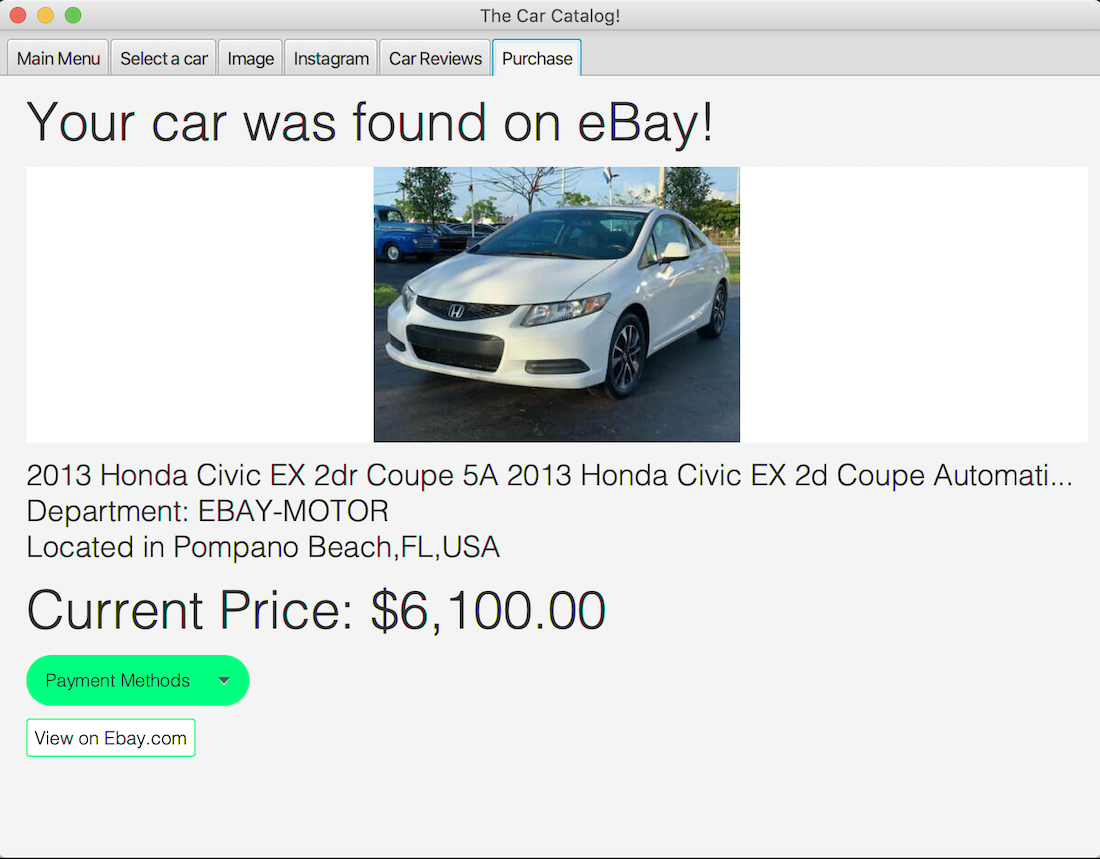 The Car Catalog!
Main Menu
Select a car
Image
Instagram
Car Reviews
Purchase
Your car was found on eBay!
2013 Honda Civic EX 2dr Coupe 5A 2013 Honda Civic EX 2d Coupe Automati...
Department: EBAY-MOTOR
Located in Pompano Beach,FL,USA
Current Price: $6,100.00
Payment Methods
View on Ebay.com